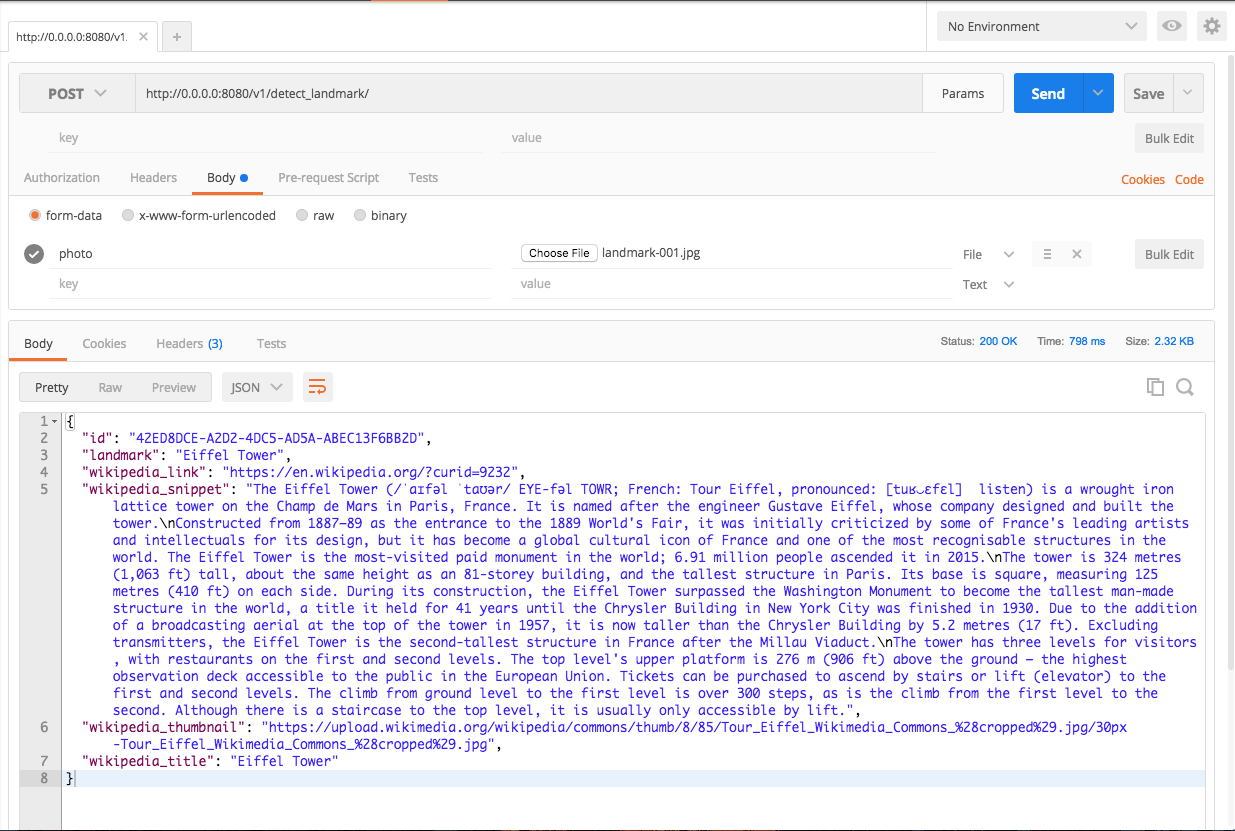 http://0.0.0.0:8080/v1.
No Environment
POST
http://0.0.0.0:8080/v1/detect_landmark/
Params
Send
Save
key
value
Bulk Edit
Authorization
Headers
Body
Pre-request Script
Tests
Cookies
Code
form-data
x-www-form-urlencoded
raw
binary
photo
Choose File
landmark-001.jpg
File
Bulk Edit
key
value
Text
Body
Cookies
Headers (3)
Tests
Status: 200 OK
Time: 798 ms
Size: 2.32 KB
Pretty
Raw
Preview
JSON
1 {
2 "id": "42ED8DCE-A2D2-4DC5-AD5A-ABEC13F6BB2D",
3 "landmark": "Eiffel Tower",
4 "wikipedia_link": "https://en.wikipedia.org/?curid=9232",
5 "wikipedia_snippet": "The Eiffel Tower (/ˈaɪfəl ˈtaʊər/ EYE-fəl TOWR; French: Tour Eiffel, pronounced: [tuʁ‿ɛfɛl]  listen) is a wrought iron
lattice tower on the Champ de Mars in Paris, France. It is named after the engineer Gustave Eiffel, whose company designed and built the
tower.\nConstructed from 1887–89 as the entrance to the 1889 World's Fair, it was initially criticized by some of France's leading artists
and intellectuals for its design, but it has become a global cultural icon of France and one of the most recognisable structures in the
world. The Eiffel Tower is the most-visited paid monument in the world; 6.91 million people ascended it in 2015.\nThe tower is 324 metres
(1,063 ft) tall, about the same height as an 81-storey building, and the tallest structure in Paris. Its base is square, measuring 125
metres (410 ft) on each side. During its construction, the Eiffel Tower surpassed the Washington Monument to become the tallest man-made
structure in the world, a title it held for 41 years until the Chrysler Building in New York City was finished in 1930. Due to the addition
of a broadcasting aerial at the top of the tower in 1957, it is now taller than the Chrysler Building by 5.2 metres (17 ft). Excluding
transmitters, the Eiffel Tower is the second-tallest structure in France after the Millau Viaduct.\nThe tower has three levels for visitors
, with restaurants on the first and second levels. The top level's upper platform is 276 m (906 ft) above the ground – the highest
observation deck accessible to the public in the European Union. Tickets can be purchased to ascend by stairs or lift (elevator) to the
first and second levels. The climb from ground level to the first level is over 300 steps, as is the climb from the first level to the
second. Although there is a staircase to the top level, it is usually only accessible by lift.",
6 "wikipedia_thumbnail": "https://upload.wikimedia.org/wikipedia/commons/thumb/8/85/Tour_Eiffel_Wikimedia_Commons_%28cropped%29.jpg/30px
-Tour_Eiffel_Wikimedia_Commons_%28cropped%29.jpg",
7 "wikipedia_title": "Eiffel Tower"
8 }